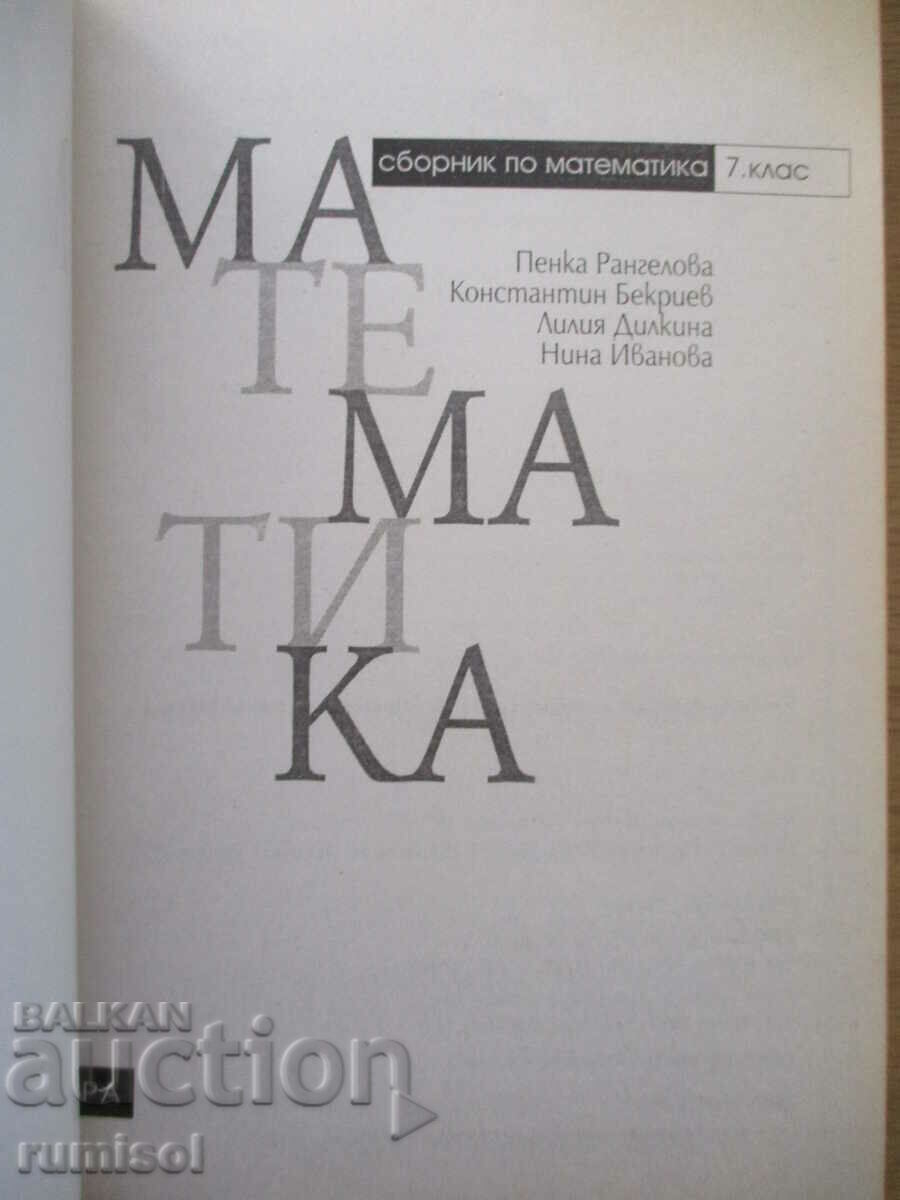 сборник по математика 7.клас
МА
ТЕ
МА
ТИ
КА
Пенка Рангелова
Константин Бекриев
Лилия Дилкина
Нина Иванова
BALKAN
auction
РА
rumisol